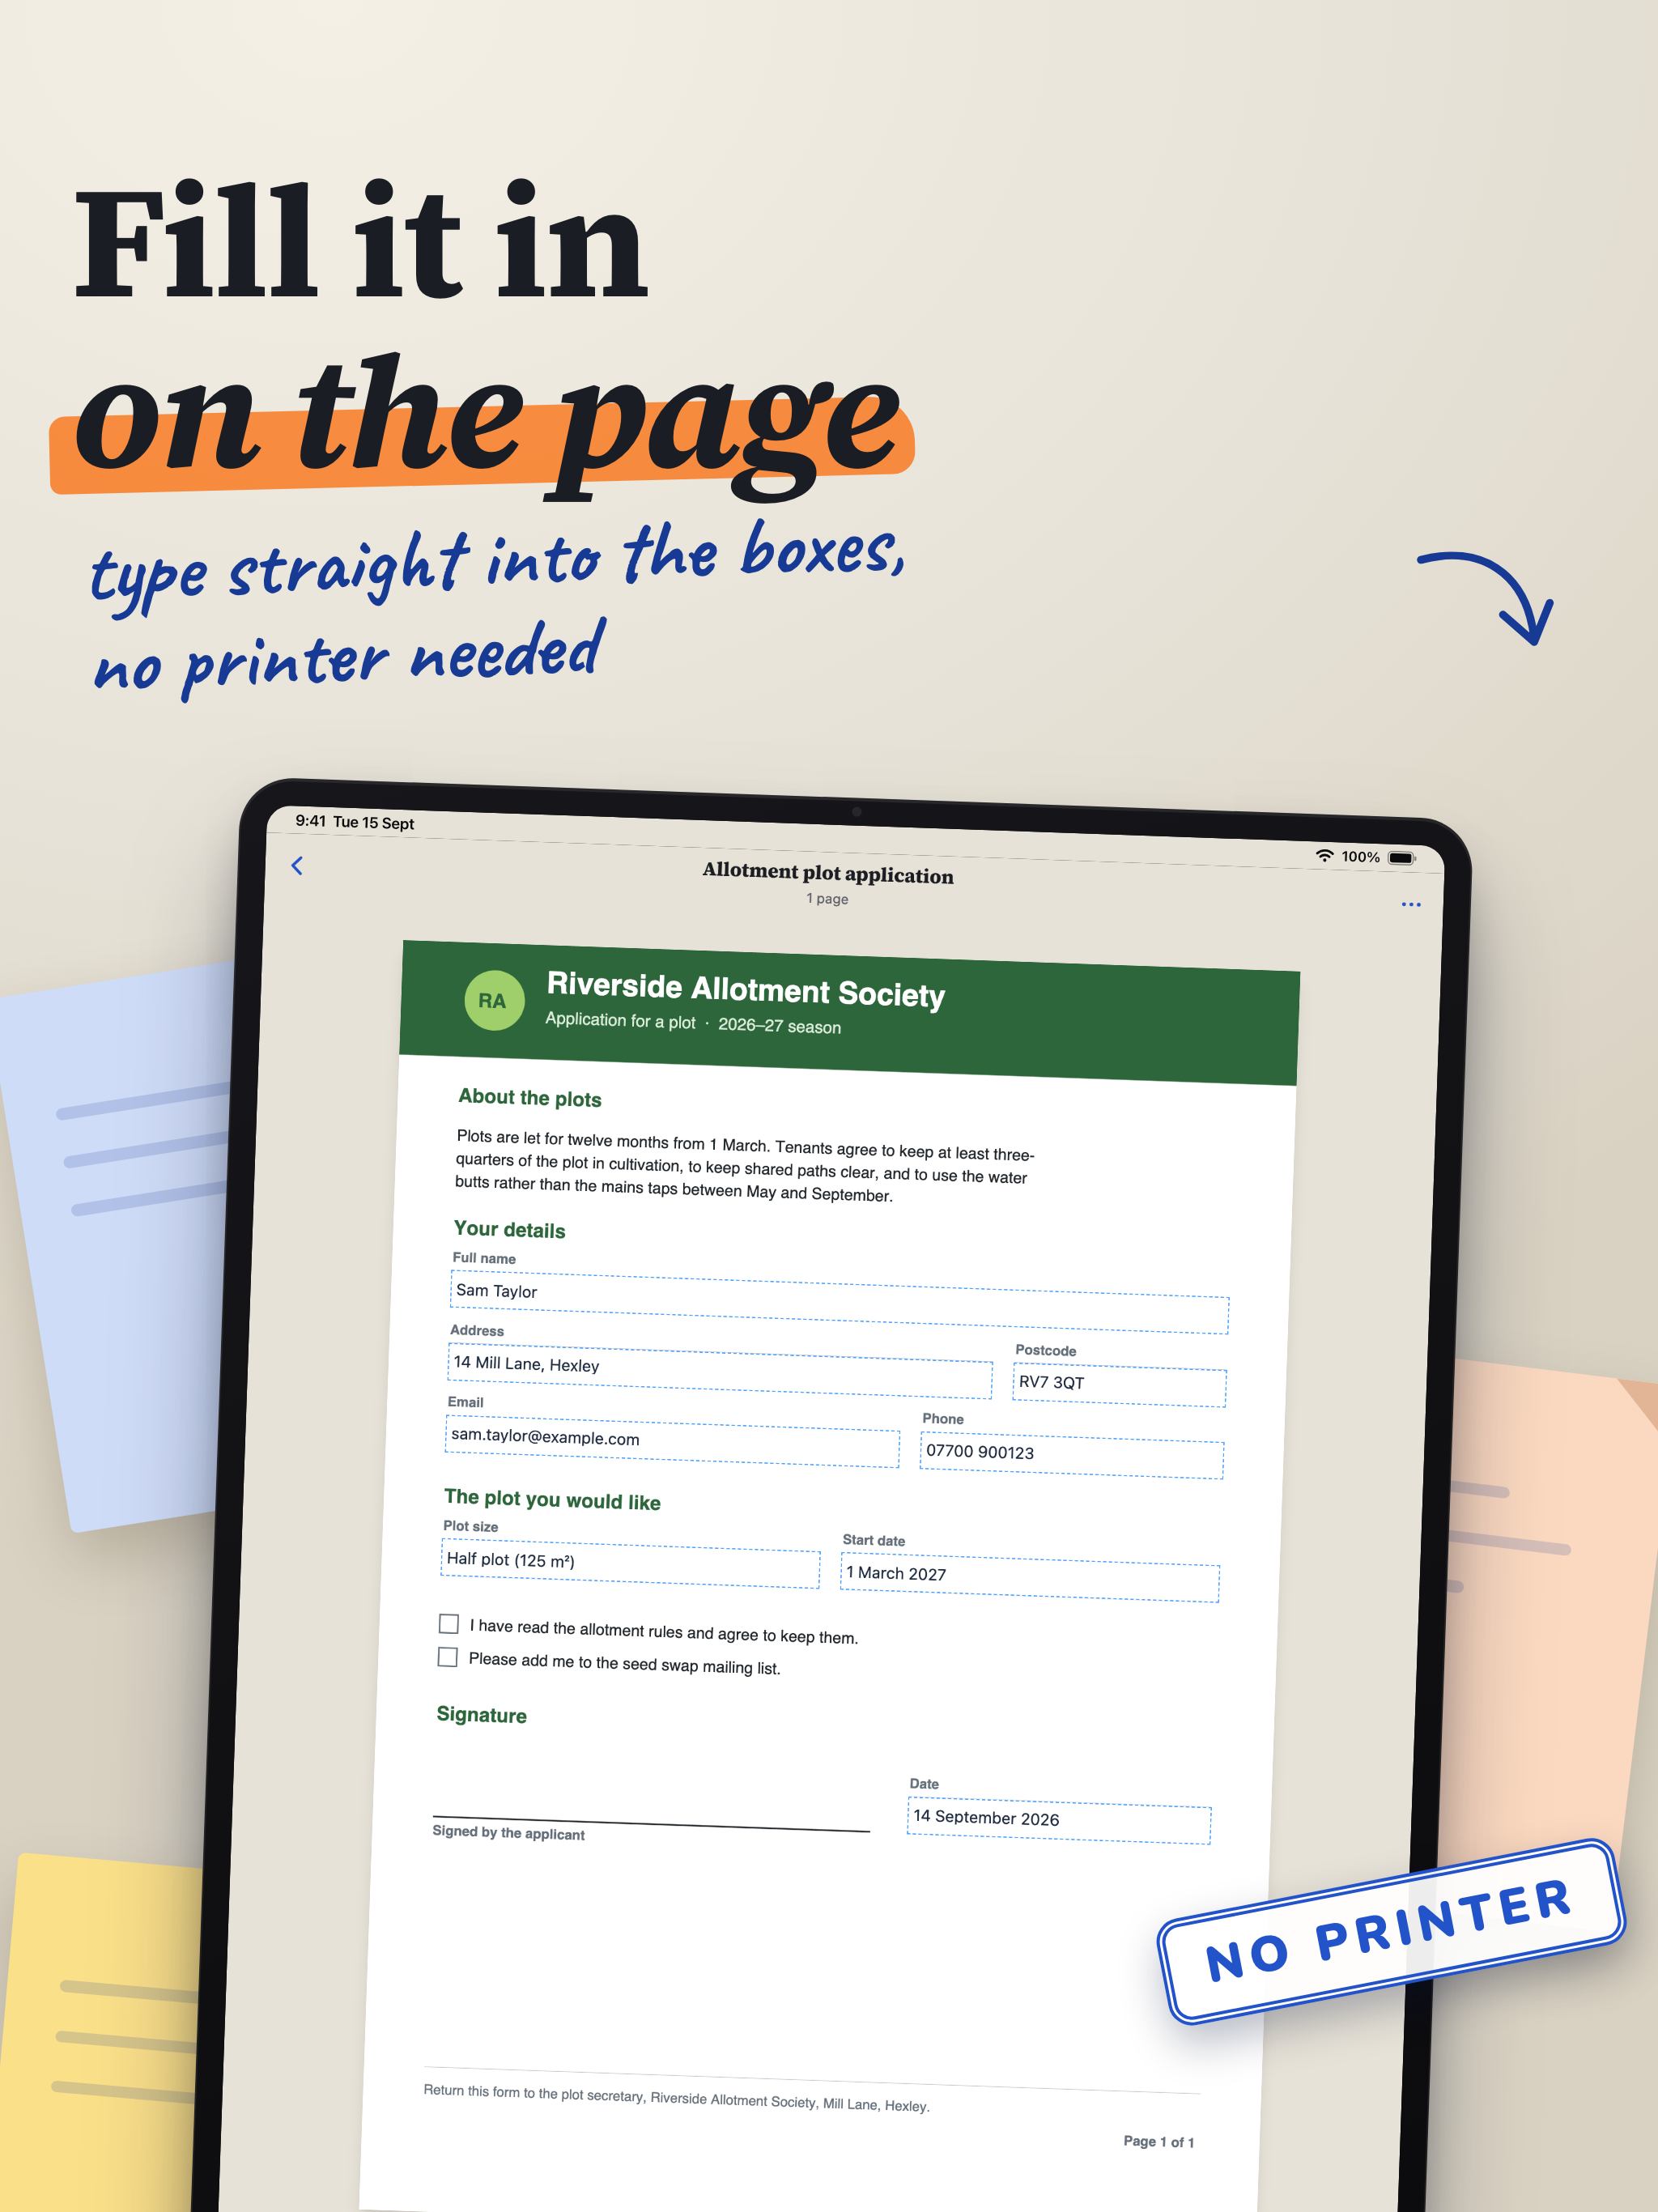 Fill it in
on the page
type straight into the boxes,
no printer needed
9:41 Tue 15 Sept
100%
Allotment plot application
1 page
RA
Riverside Allotment Society
Application for a plot · 2026–27 season
About the plots
Plots are let for twelve months from 1 March. Tenants agree to keep at least three-
quarters of the plot in cultivation, to keep shared paths clear, and to use the water
butts rather than the mains taps between May and September.
Your details
Full name
Sam Taylor
Address
Postcode
14 Mill Lane, Hexley
RV7 3QT
Email
Phone
sam.taylor@example.com
07700 900123
The plot you would like
Plot size
Start date
Half plot (125 m²)
1 March 2027
I have read the allotment rules and agree to keep them.
Please add me to the seed swap mailing list.
Signature
Date
14 September 2026
Signed by the applicant
NO PRINTER
Return this form to the plot secretary, Riverside Allotment Society, Mill Lane, Hexley.
Page 1 of 1